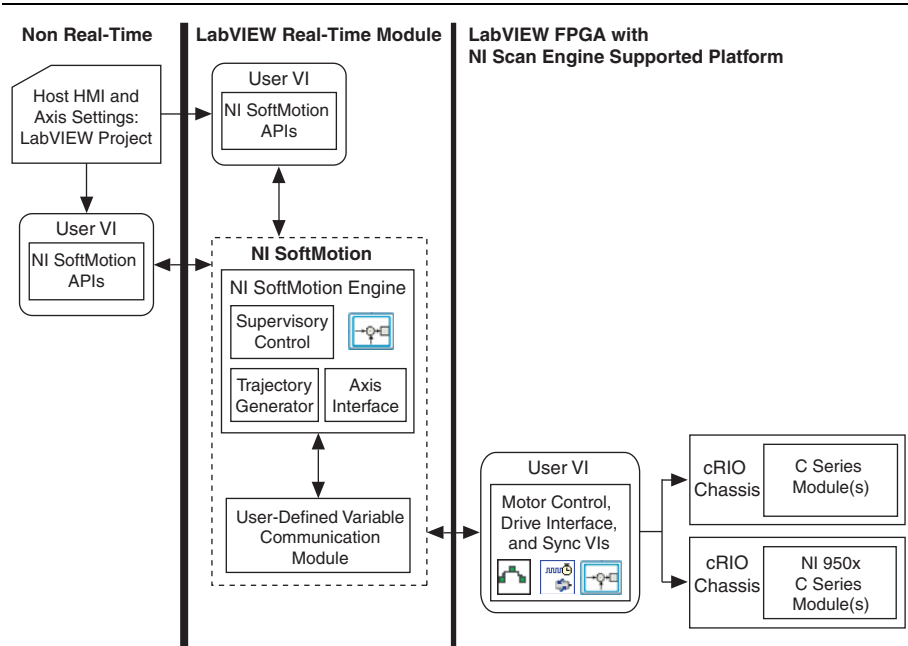 Non Real-Time
Host HMI and
Axis Settings:
LabVIEW Project
User VI
NI SoftMotion
APIs
LabVIEW Real-Time Module
User VI
NI SoftMotion
APIs
NI SoftMotion
NI SoftMotion Engine
Supervisory
Control
Trajectory
Generator
Axis
Interface
User-Defined Variable
Communication
Module
LabVIEW FPGA with
NI Scan Engine Supported Platform
User VI
Motor Control,
Drive Interface,
and Sync VIs
cRIO
Chassis
C Series
Module(s)
cRIO
Chassis
NI 950x
C Series
Module(s)